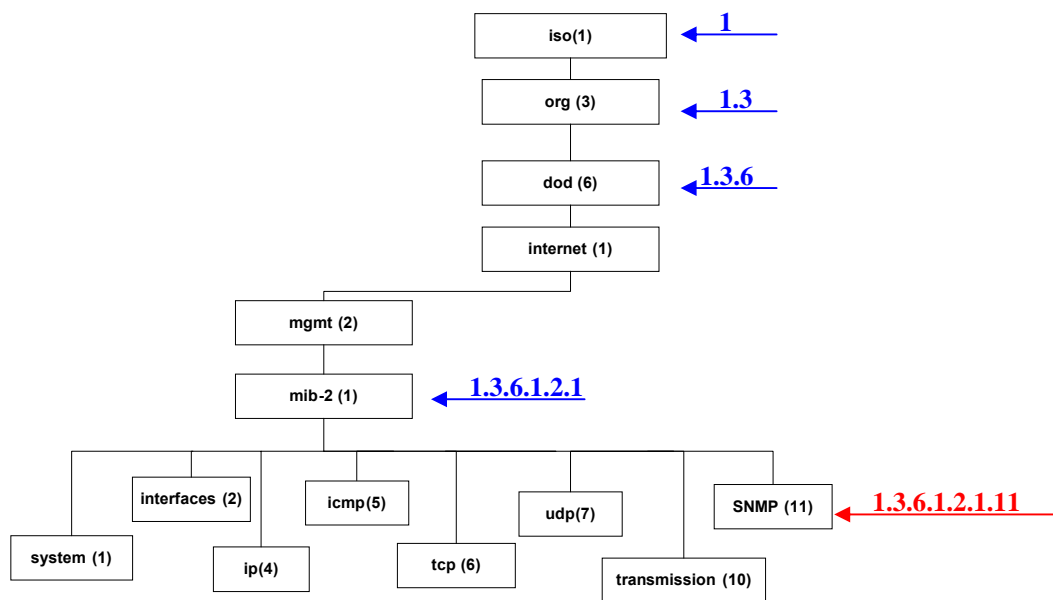 iso(1)
1
org (3)
1.3
dod (6)
1.3.6
internet (1)
mgmt (2)
mib-2 (1)
1.3.6.1.2.1
interfaces (2)
icmp(5)
udp(7)
SNMP (11)
1.3.6.1.2.1.11
system (1)
ip(4)
tcp (6)
transmission (10)